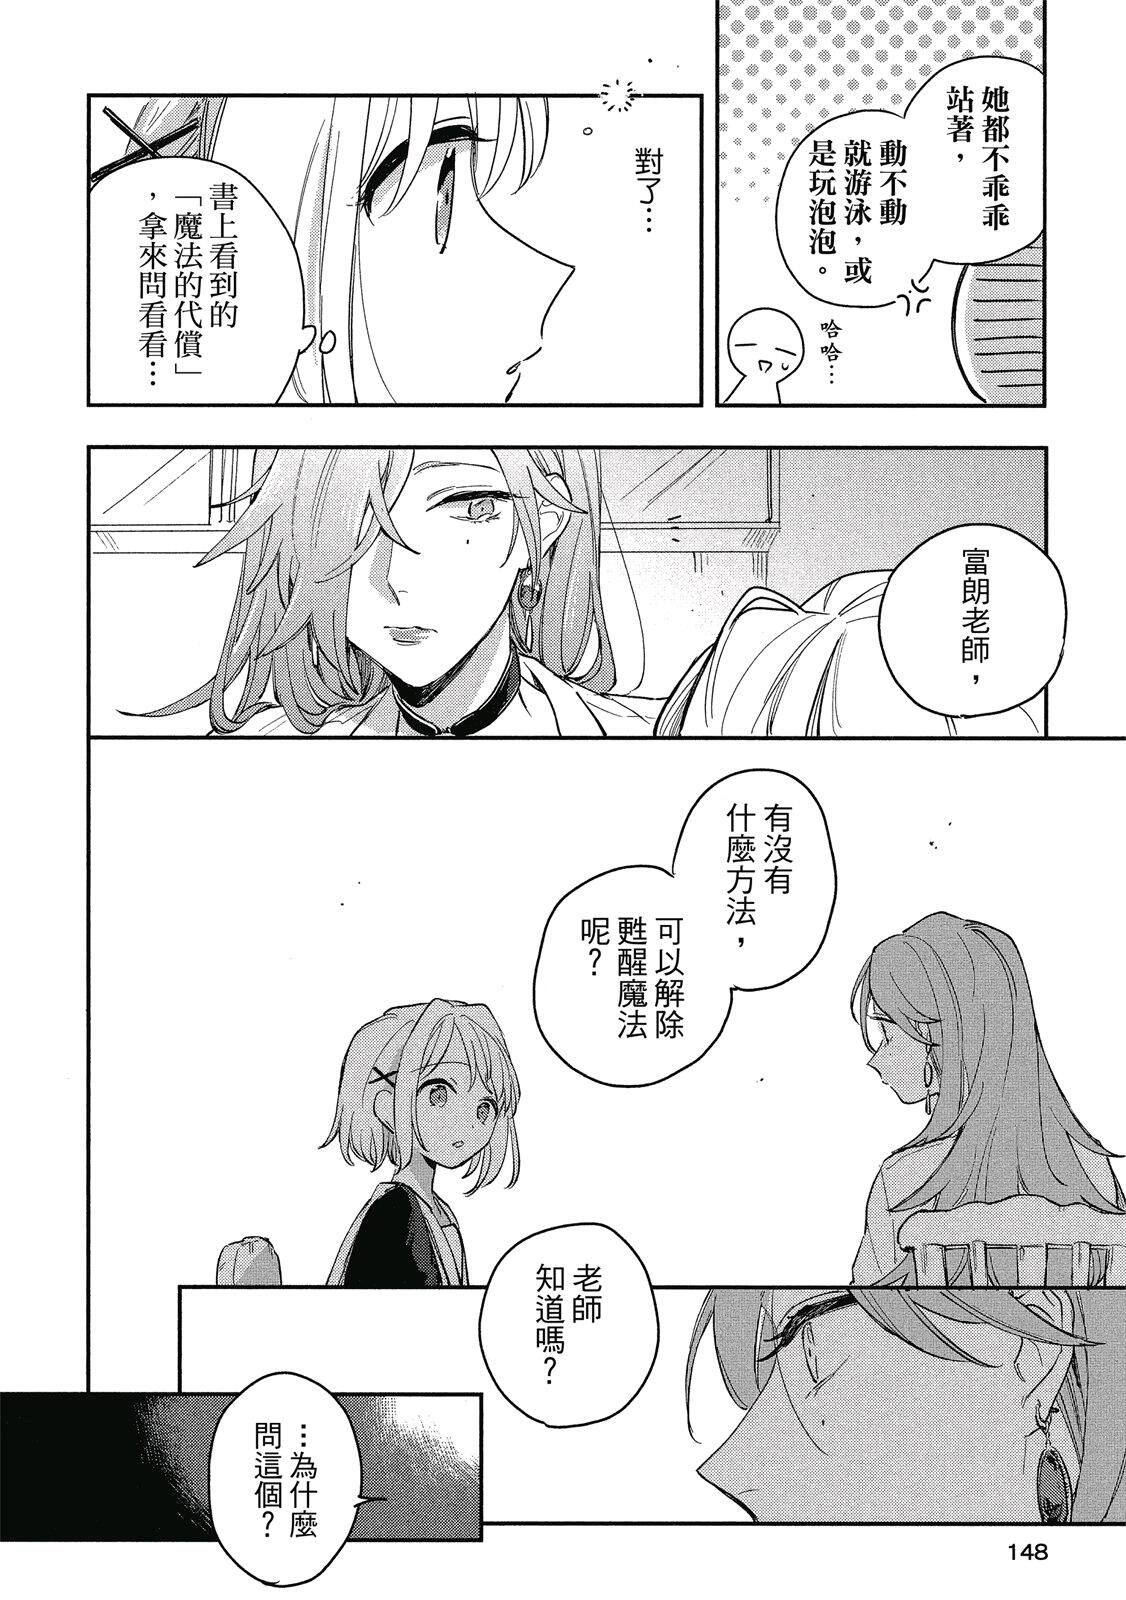 她都不乖乖
站著，
動不動
就游泳，或
是玩泡泡。
哈哈…
對了…
書上看到的
「魔法的代償」
，拿來問看看…
富朗老師，
有沒有
什麼方法，
可以解除
甦醒魔法
呢？
老師
知道嗎？
…為什麼
問這個？
148